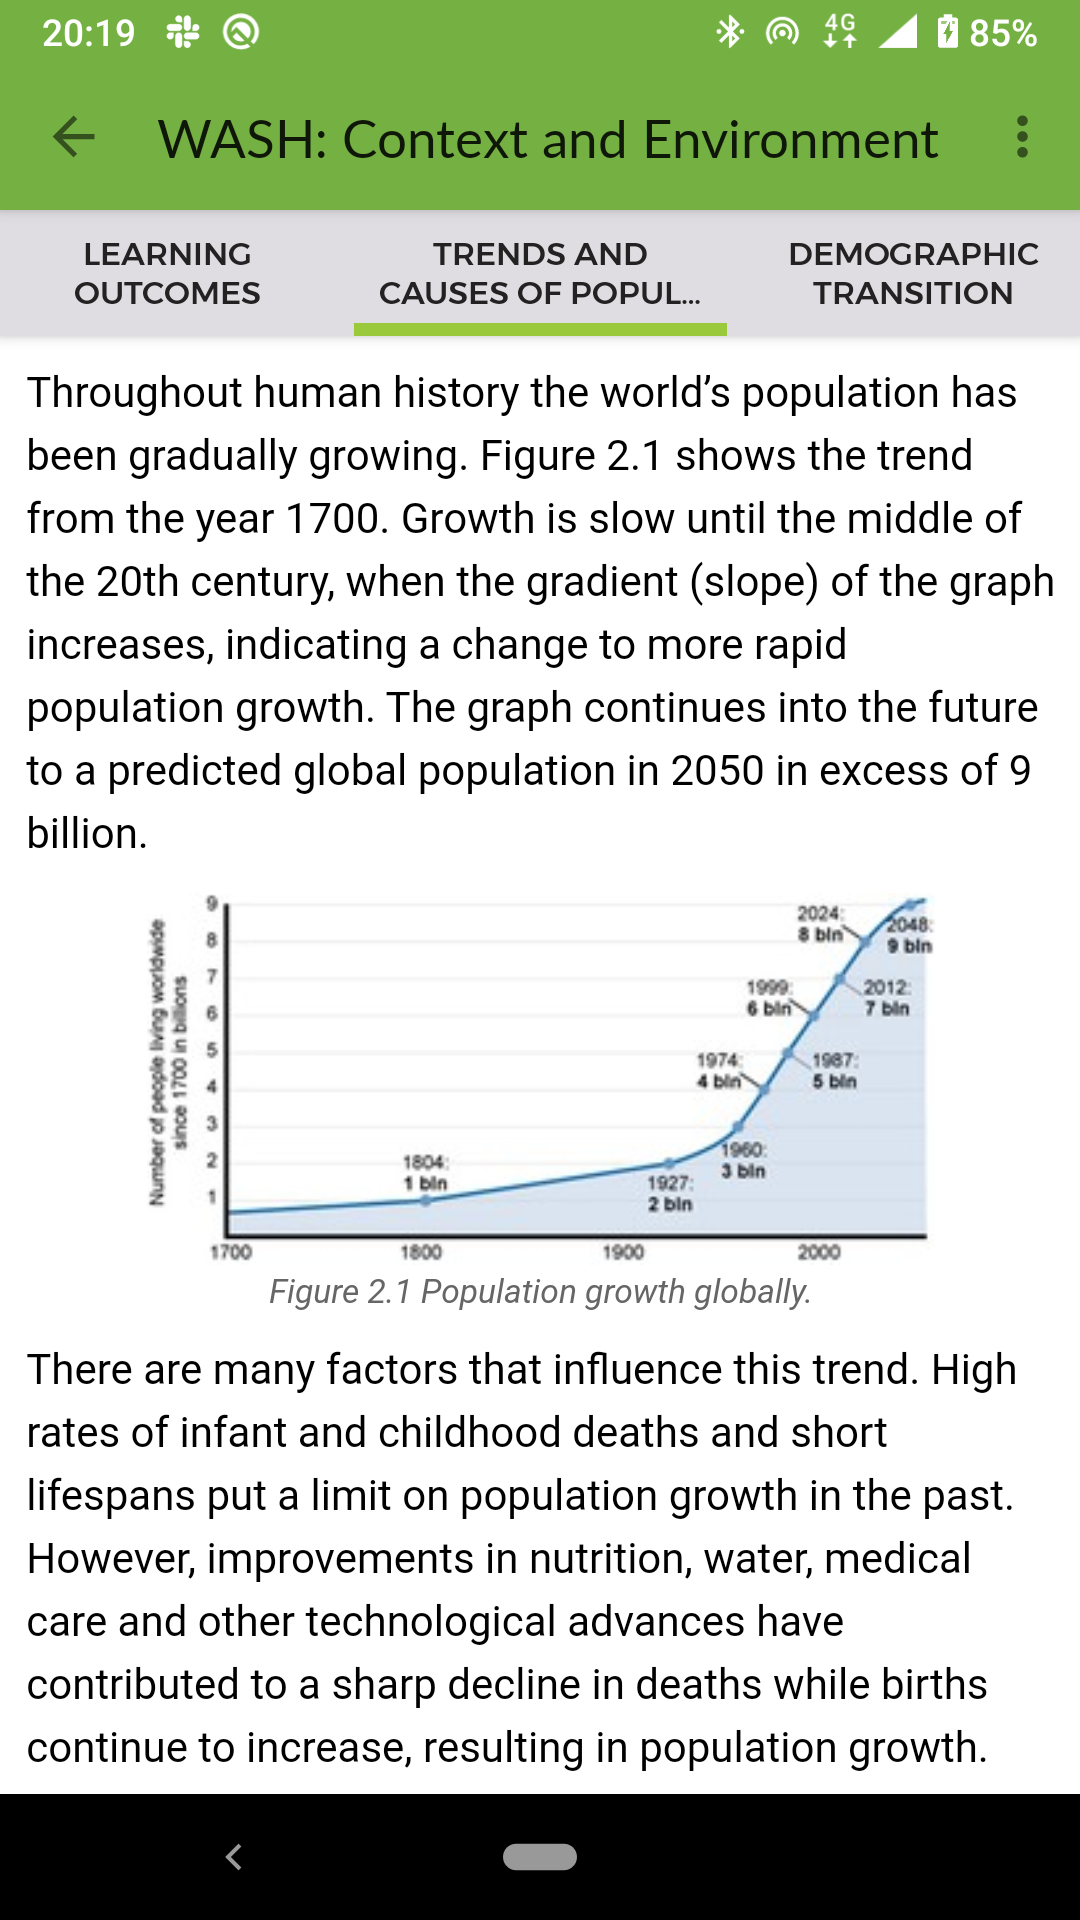 20:19
4G
85%
WASH: Context and Environment
LEARNING
OUTCOMES
TRENDS AND
CAUSES OF POPUL...
DEMOGRAPHIC
TRANSITION
Throughout human history the world’s population has
been gradually growing. Figure 2.1 shows the trend
from the year 1700. Growth is slow until the middle of
the 20th century, when the gradient (slope) of the graph
increases, indicating a change to more rapid
population growth. The graph continues into the future
to a predicted global population in 2050 in excess of 9
billion.
Number of people living worldwide
since 1700 in billions
9
8
7
6
5
4
3
2
1
1700
1800
1900
2000
1804:
1 bln
1927:
2 bln
1960:
3 bln
1974:
4 bln
1987:
5 bln
1999:
6 bln
2012:
7 bln
2024:
8 bln
2048:
9 bln
Figure 2.1 Population growth globally.
There are many factors that influence this trend. High
rates of infant and childhood deaths and short
lifespans put a limit on population growth in the past.
However, improvements in nutrition, water, medical
care and other technological advances have
contributed to a sharp decline in deaths while births
continue to increase, resulting in population growth.